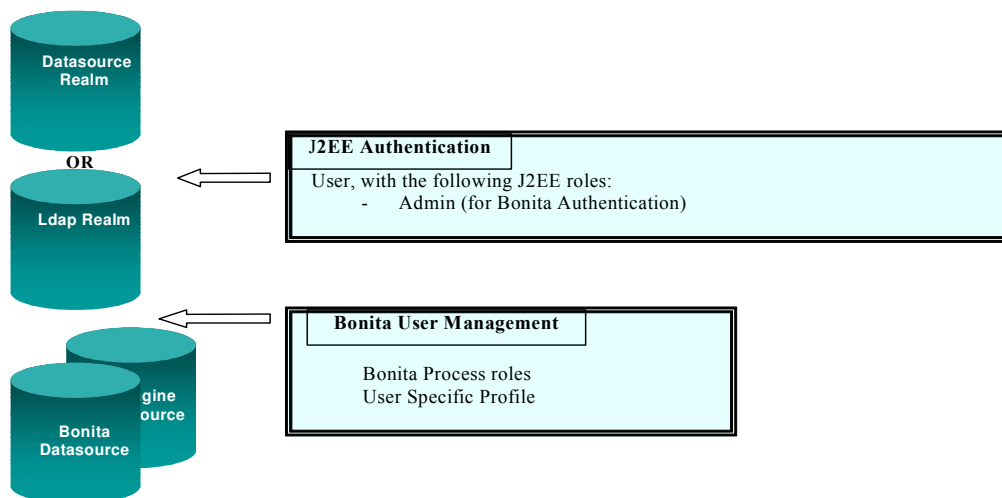 Datasource
Realm
OR
Ldap Realm
J2EE Authentication
User, with the following J2EE roles:
- Admin (for Bonita Authentication)
Bonita User Management
Bonita Process roles
User Specific Profile
Bonita
Datasource